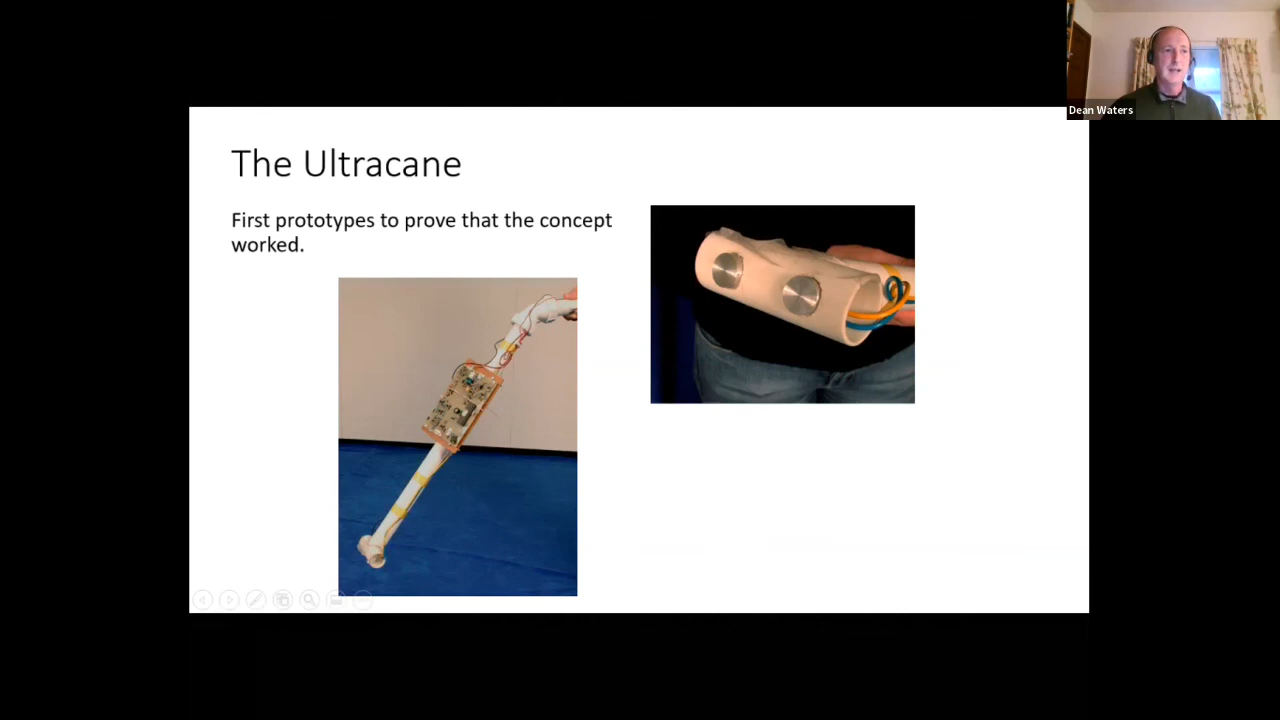 Dean Waters
The Ultracane
First prototypes to prove that the concept
worked.